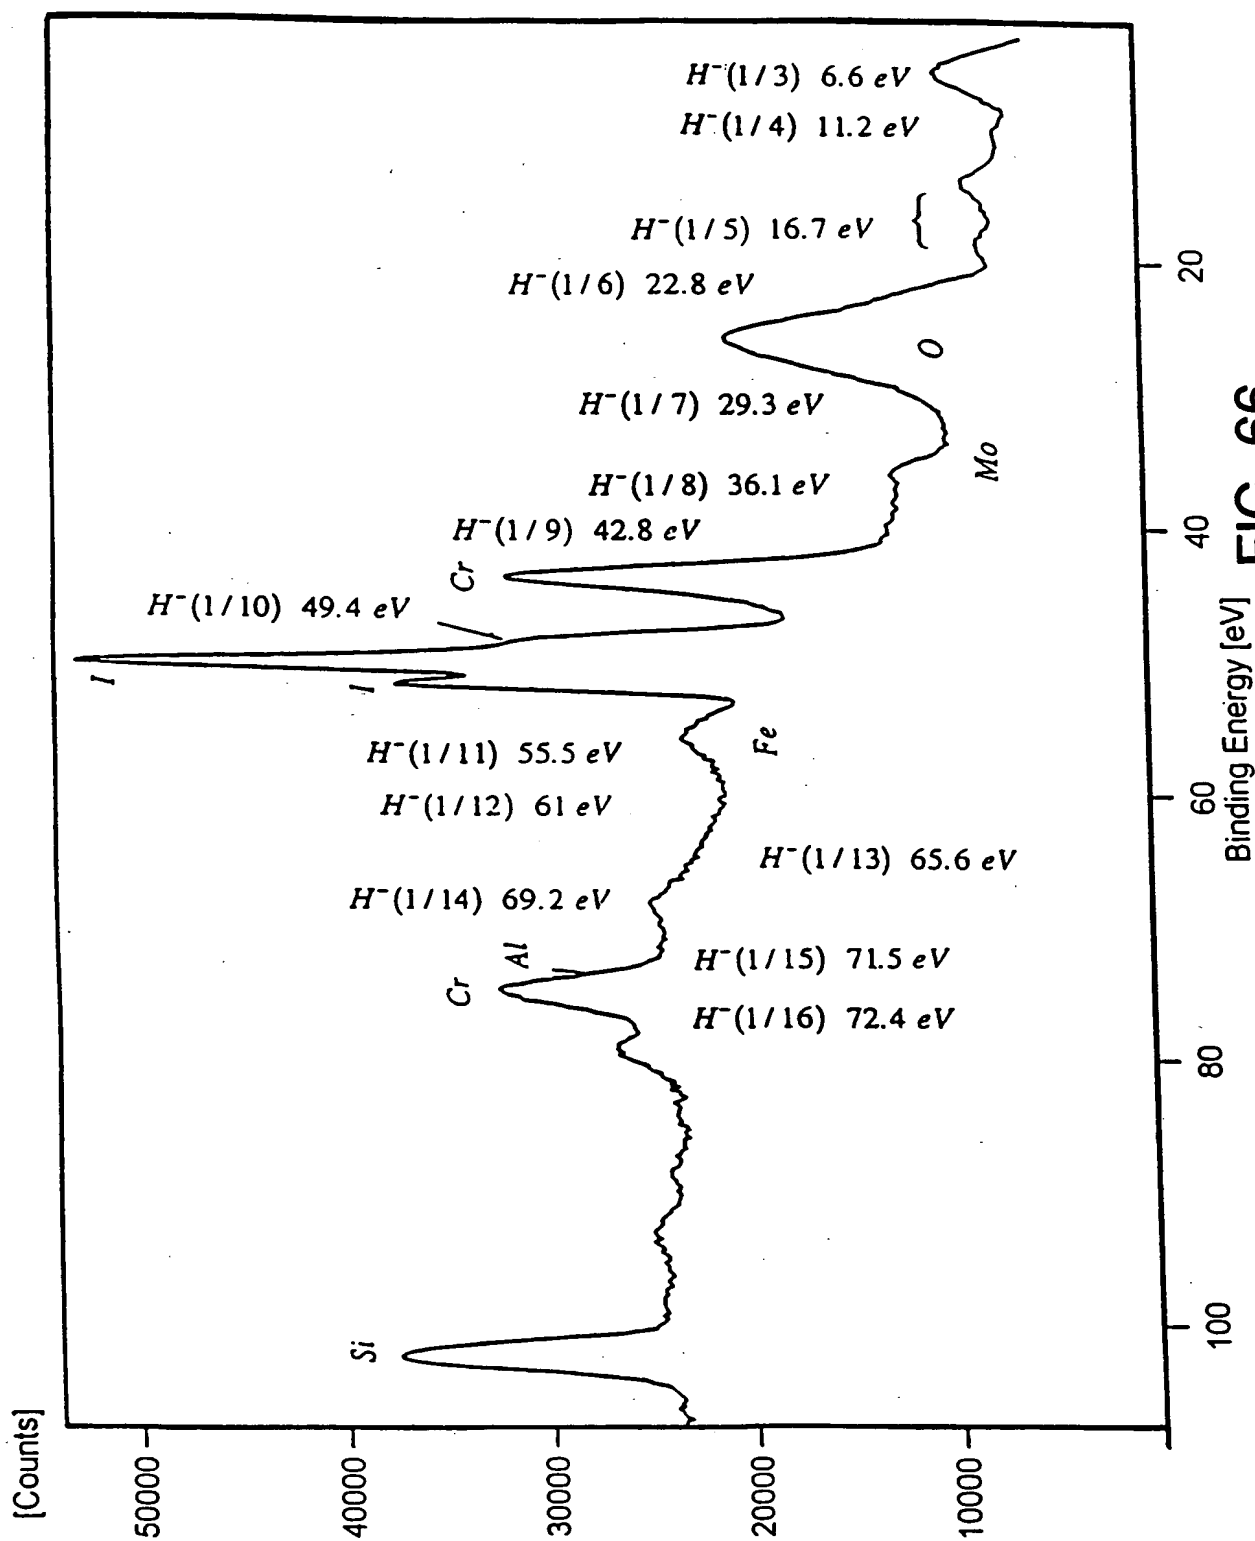 [Counts]
50000
40000
30000
20000
10000
H⁻(1/3) 6.6 eV
H⁻(1/4) 11.2 eV
H⁻(1/5) 16.7 eV
H⁻(1/6) 22.8 eV
O
H⁻(1/7) 29.3 eV
Mo
H⁻(1/8) 36.1 eV
H⁻(1/9) 42.8 eV
Cr
H⁻(1/10) 49.4 eV
I
I
Fe
H⁻(1/11) 55.5 eV
H⁻(1/12) 61 eV
H⁻(1/13) 65.6 eV
H⁻(1/14) 69.2 eV
Al
Cr
H⁻(1/15) 71.5 eV
H⁻(1/16) 72.4 eV
Si
100
80
60
40
20
Binding Energy [eV]
FIG. 66